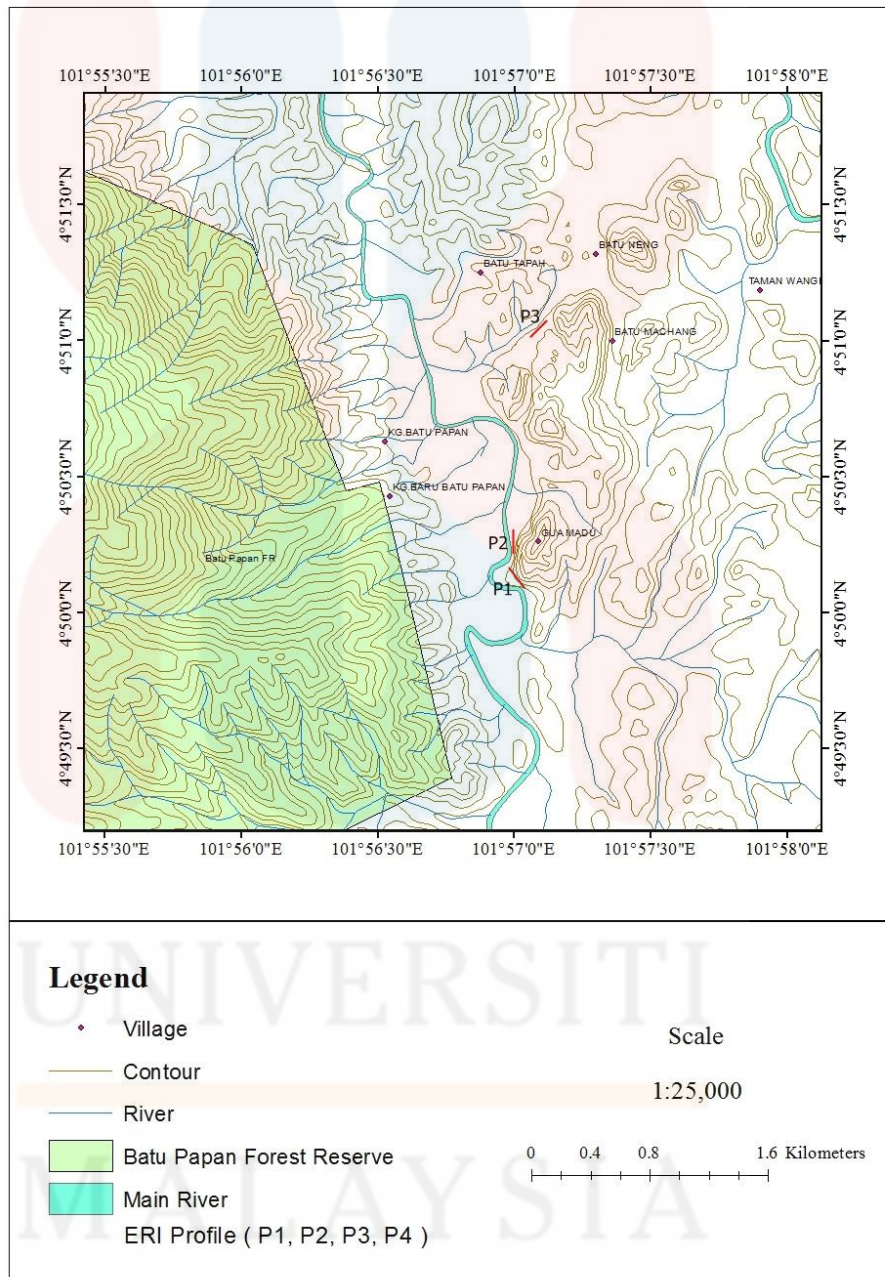 101°55'30"E 101°56'0"E 101°56'30"E 101°57'0"E 101°57'30"E 101°58'0"E
4°51'30"N 4°51'30"N
BATU NENG
BATU TAPAH
TAMAN WANGI
P3
BATU MACHANG
4°51'0"N 4°51'0"N
KG.BATU PAPAN
4°50'30"N 4°50'30"N
KG.BARU BATU PAPAN
P2 GUA MADU
Batu Papan FR
P1
4°50'0"N 4°50'0"N
4°49'30"N 4°49'30"N
101°55'30"E 101°56'0"E 101°56'30"E 101°57'0"E 101°57'30"E 101°58'0"E
UNIVERSITI
Legend
Village
Contour
River
Batu Papan Forest Reserve
Main River
ERI Profile ( P1, P2, P3, P4 )
Scale
1:25,000
0 0.4 0.8 1.6 Kilometers
MALAYSIA